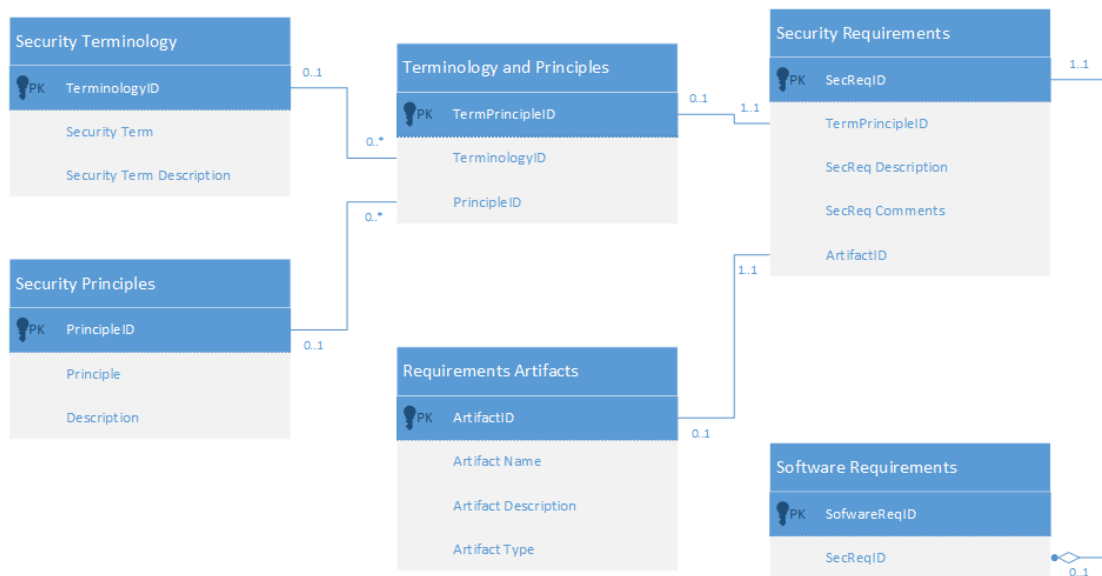 Security Terminology
PK TerminologyID
Security Term
Security Term Description
0..1
0..*
Security Principles
PK PrincipleID
Principle
Description
0..1
0..*
Terminology and Principles
PK TermPrincipleID
TerminologyID
PrincipleID
0..1
1..1
Requirements Artifacts
PK ArtifactID
Artifact Name
Artifact Description
Artifact Type
0..1
1..1
Security Requirements
PK SecReqID
TermPrincipleID
SecReq Description
SecReq Comments
ArtifactID
1..1
Software Requirements
PK SofwareReqID
SecReqID
0..1